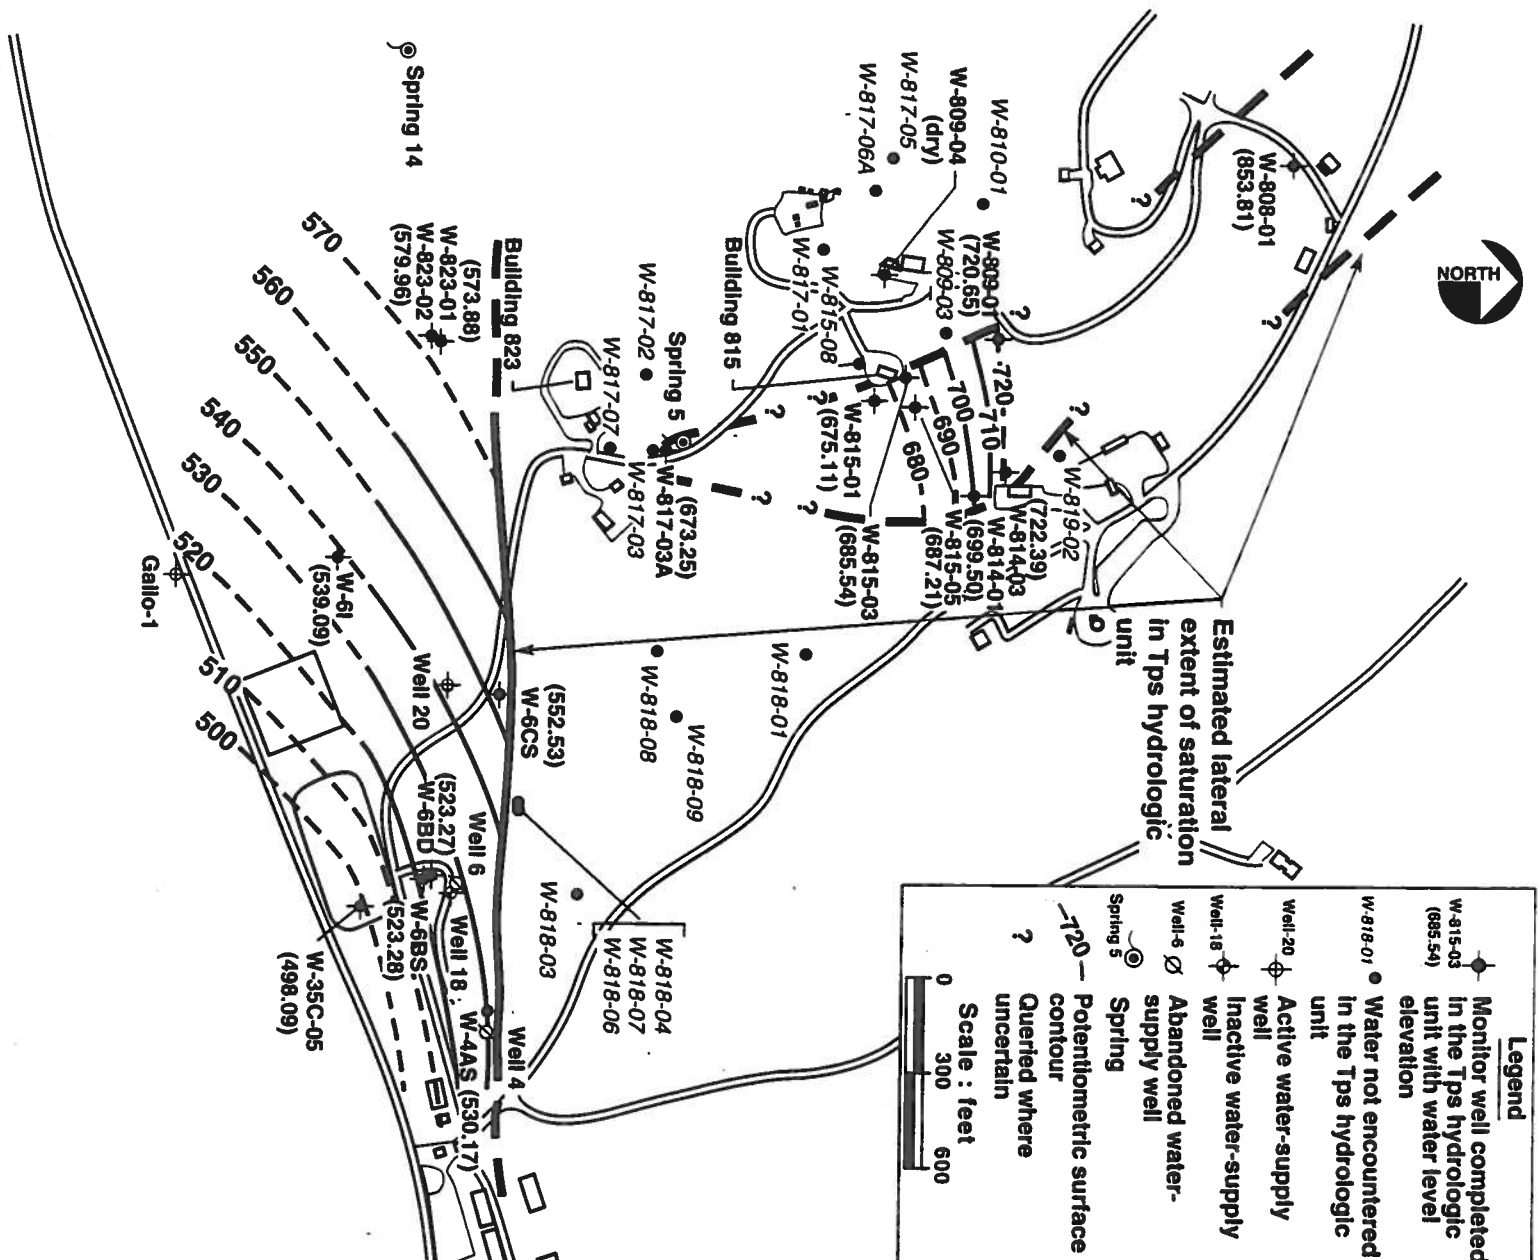 NORTH
W-808-01
(853.81)
?
?
W-810-01
W-809-04
(dry)
W-817-05
W-817-06A
W-809-01
(720.65)
?
W-809-03
W-815-08
W-817-01
Building 815
720
710
700
690
680
?
W-819-02
W-814-03
(722.39)
W-814-01
(699.50)
W-815-05
(687.21)
W-815-03
(685.54)
W-815-01
(675.11)
?
?
?
?
Spring 5
W-817-02
W-817-07
W-817-03
W-817-03A
(673.25)
Building 823
Spring 14
W-823-01
(573.88)
W-823-02
(579.96)
570
560
550
540
530
520
510
500
Gallo-1
W-6I
(539.09)
Well 20
W-6CS
(552.53)
Estimated lateral
extent of saturation
in Tps hydrologic
unit
W-818-01
W-818-08
W-818-09
W-818-03
W-818-04
W-818-07
W-818-06
Well 6
W-6BD
(523.27)
W-6BS
(523.28)
Well 18
W-35C-05
(498.09)
Well 4
W-4AS (530.17)
Legend
W-815-03
(685.54)
Monitor well completed
in the Tps hydrologic
unit with water level
elevation
W-818-01
Water not encountered
in the Tps hydrologic
unit
Well-20
Active water-supply
well
Well-18
Inactive water-supply
well
Well-6
Abandoned water-
supply well
Spring 5
Spring
720
Potentiometric surface
contour
?
Queried where
uncertain
0 300 600
Scale : feet